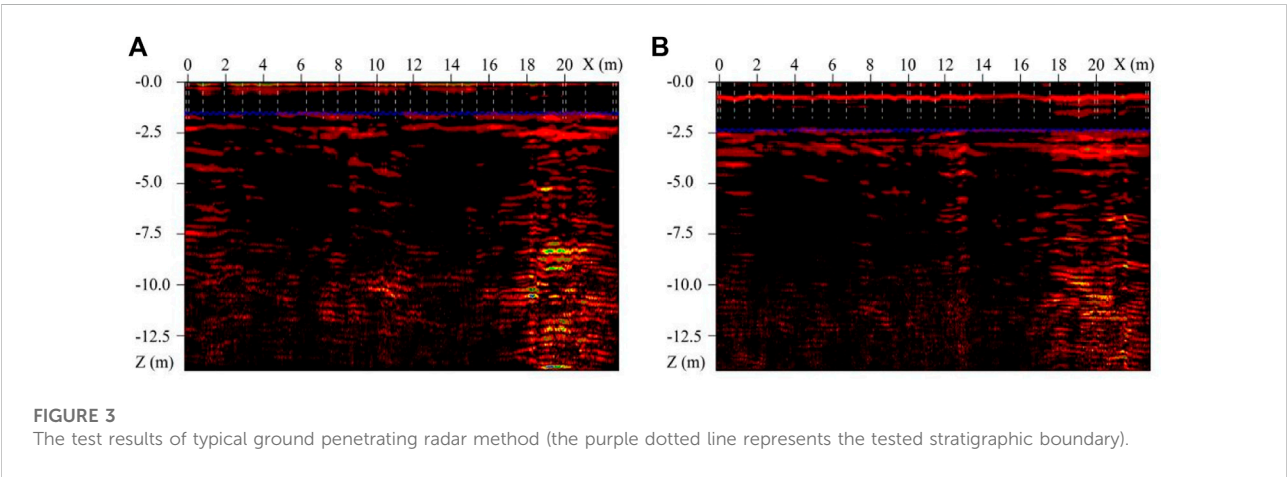 A
B
0 2 4 6 8 10 12 14 16 18 20 X (m)
0 2 4 6 8 10 12 14 16 18 20 X (m)
-0.0
-2.5
-5.0
-7.5
-10.0
-12.5
Z (m)
-0.0
-2.5
-5.0
-7.5
-10.0
-12.5
Z (m)
FIGURE 3
The test results of typical ground penetrating radar method (the purple dotted line represents the tested stratigraphic boundary).